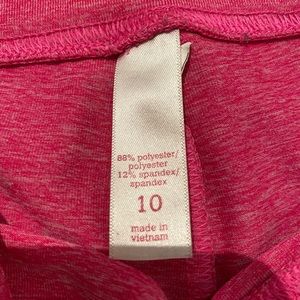 88% polyester/
polyester
12% spandex/
spandex
10
made in
vietnam